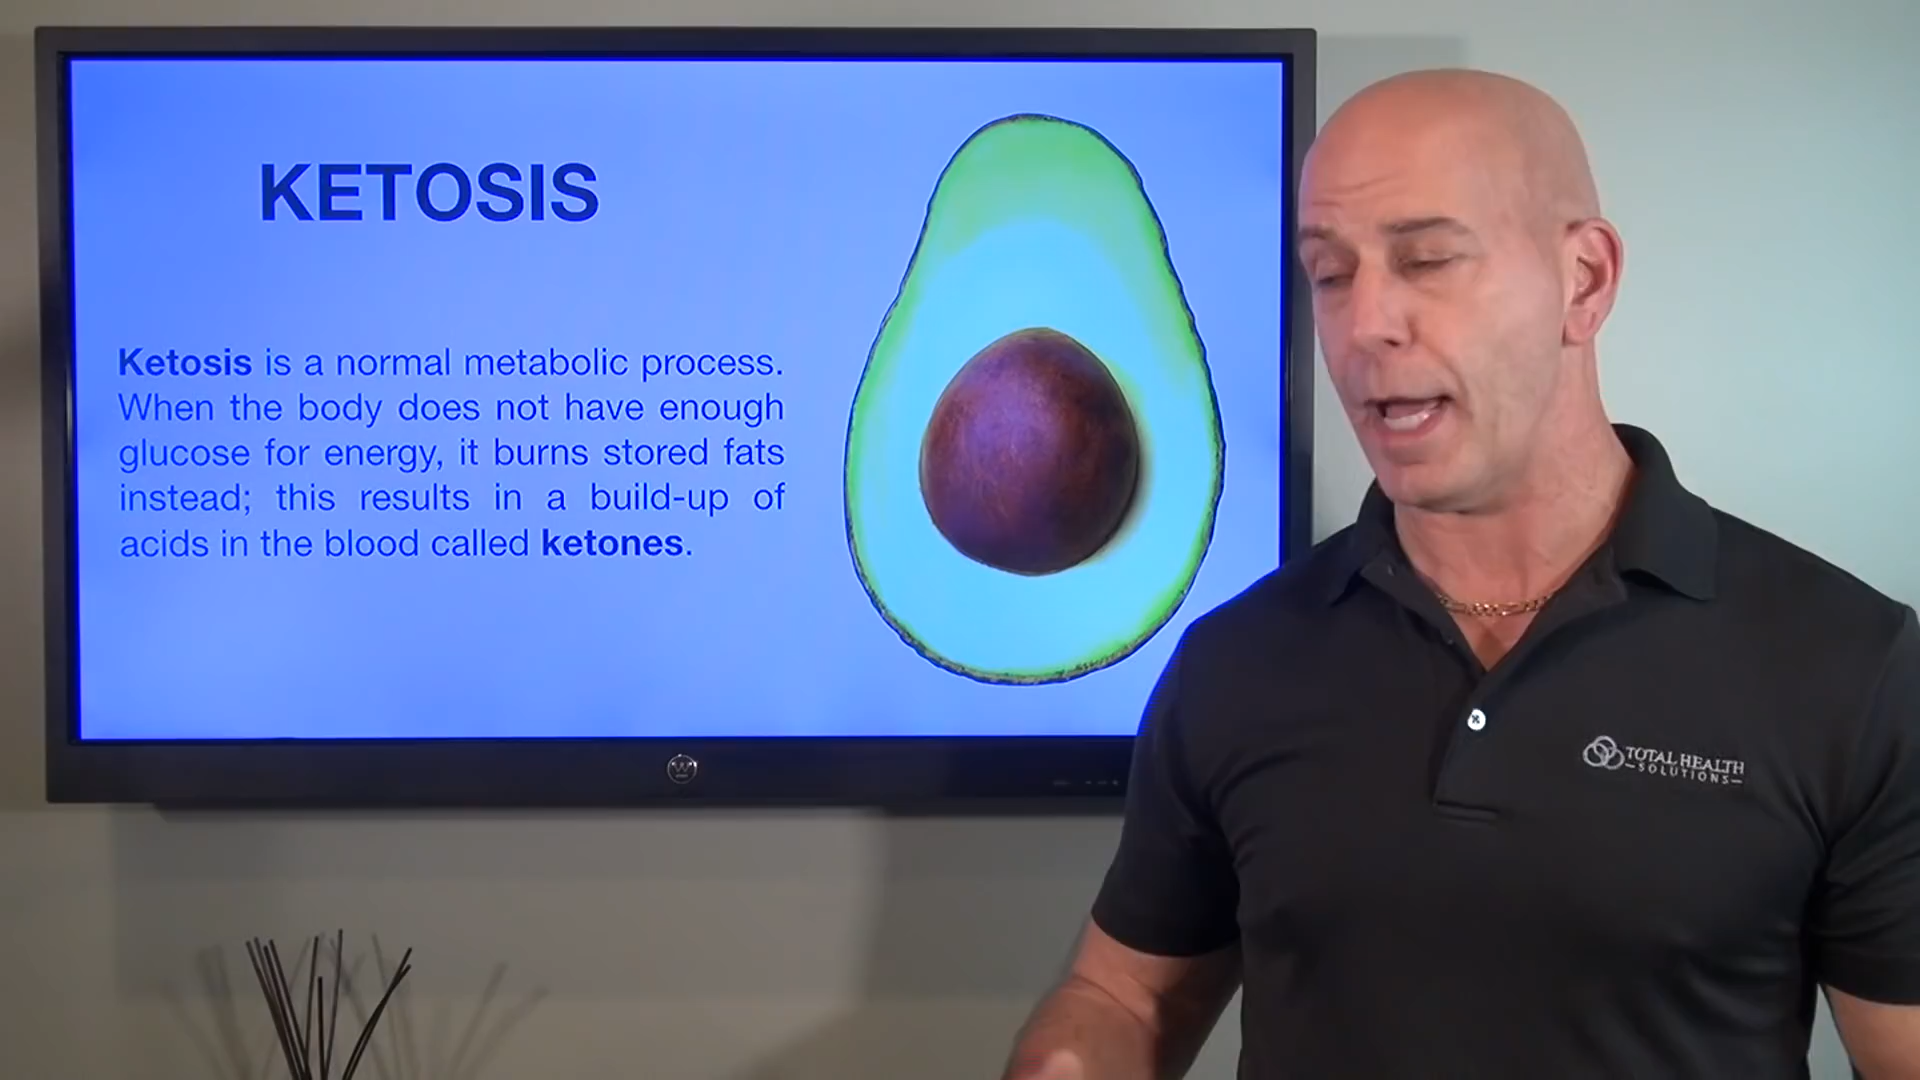 KETOSIS
Ketosis is a normal metabolic process.
When the body does not have enough
glucose for energy, it burns stored fats
instead; this results in a build-up of
acids in the blood called ketones.
TOTAL HEALTH
SOLUTIONS
W